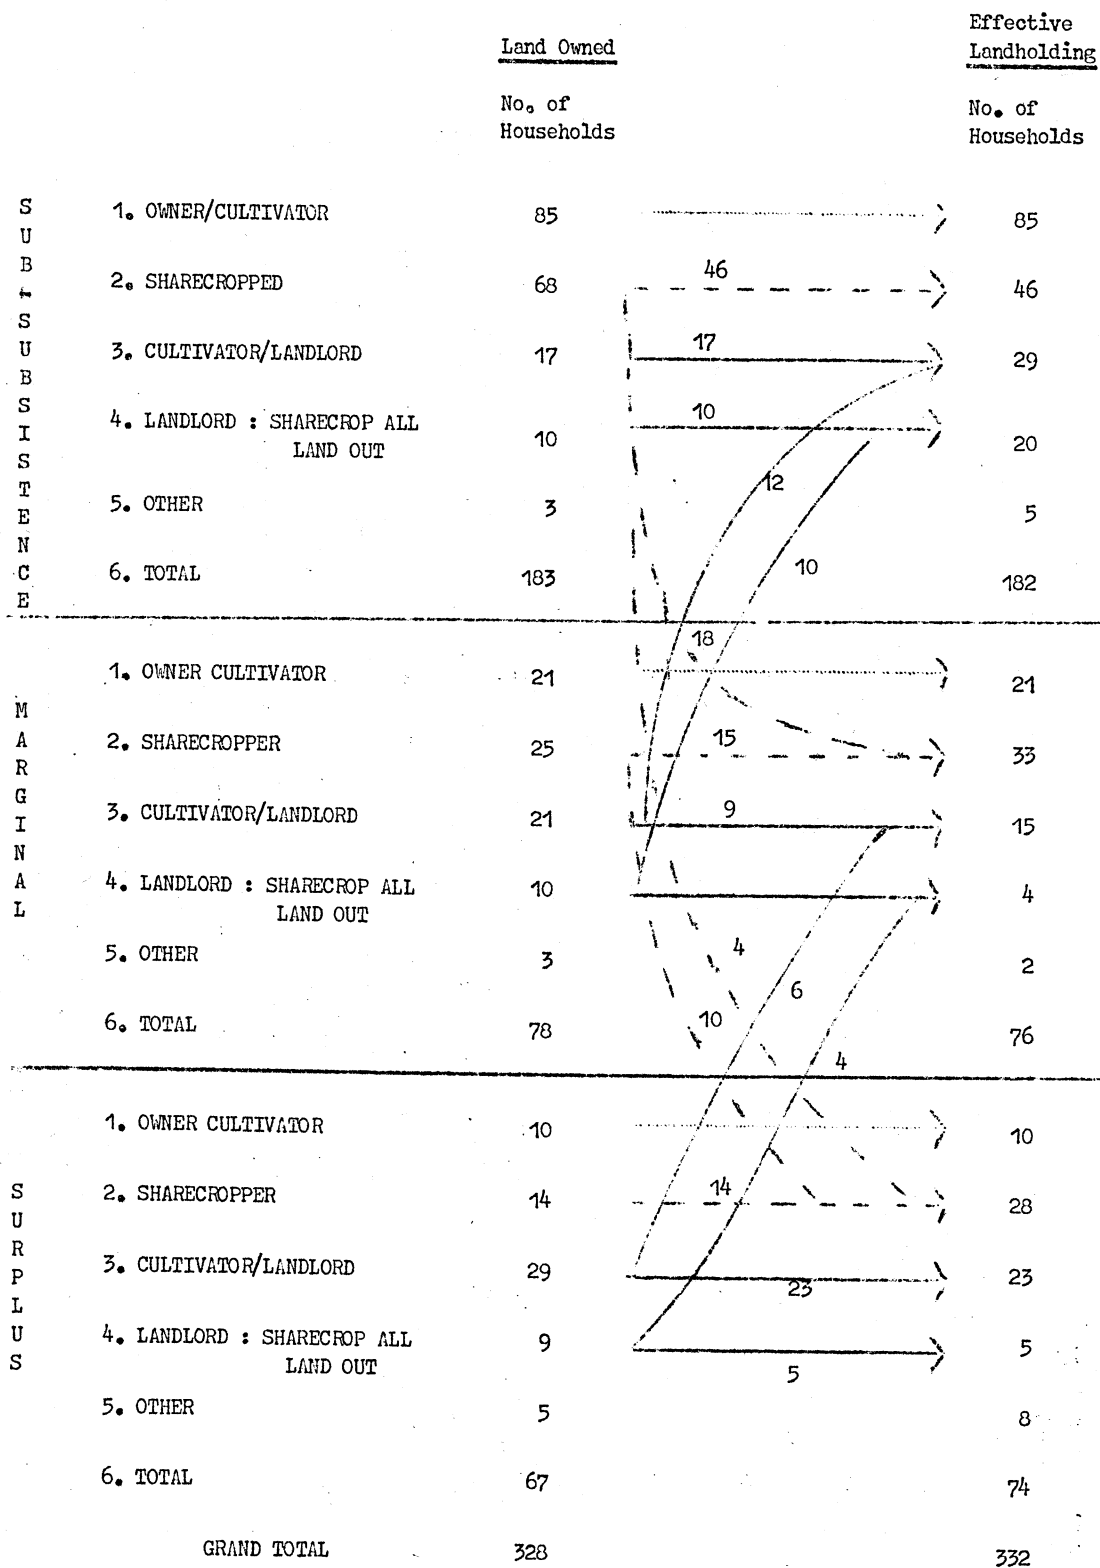 Land Owned
Effective
Landholding
No. of
Households
No. of
Households
SUB-SUBSISTENCE
1. OWNER/CULTIVATOR 85 85
2. SHARECROPPED 68 46 46
3. CULTIVATOR/LANDLORD 17 17 29
4. LANDLORD : SHARECROP ALL
LAND OUT 10 10 20
12
5. OTHER 3 5
10
6. TOTAL 183 182
MARGINAL
18
1. OWNER CULTIVATOR 21 21
2. SHARECROPPER 25 15 33
3. CULTIVATOR/LANDLORD 21 9 15
4. LANDLORD : SHARECROP ALL 10 4
LAND OUT
4
5. OTHER 3 2
6
10
6. TOTAL 78 76
4
SURPLUS
1. OWNER CULTIVATOR 10 10
2. SHARECROPPER 14 14 28
3. CULTIVATOR/LANDLORD 29 23 23
4. LANDLORD : SHARECROP ALL 9 5
LAND OUT
5
5. OTHER 5 8
6. TOTAL 67 74
GRAND TOTAL 328 332